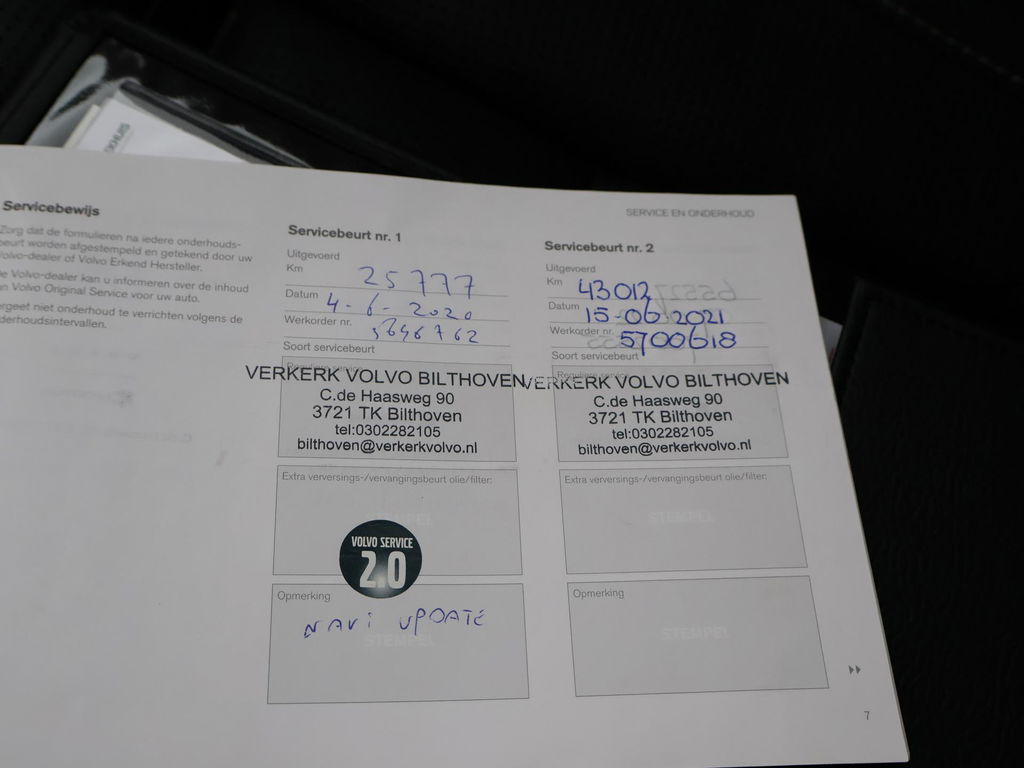 SERVICE EN ONDERHOUD
Servicebewijs
Zorg dat de formulieren na iedere onderhouds-
beurt worden afgestempeld en getekend door uw
Volvo-dealer of Volvo Erkend Hersteller.
e Volvo-dealer kan u informeren over de inhoud
n Volvo Original Service voor uw auto.
ergeet niet onderhoud te verrichten volgens de
derhoudsintervallen.
Servicebeurt nr. 1
Uitgevoerd
Km 25777
Datum 4-6-2020
Werkorder nr. 5696762
Soort servicebeurt
VERKERK VOLVO BILTHOVEN
C.de Haasweg 90
3721 TK Bilthoven
tel:0302282105
bilthoven@verkerkvolvo.nl
Extra verversings-/vervangingsbeurt olie/filter:
STEMPEL
VOLVO SERVICE
2.0
Opmerking
NAVI UPDATE
STEMPEL
Servicebeurt nr. 2
Uitgevoerd
Km 43012
Datum 15-06-2021
Werkorder nr. 5700618
Soort servicebeurt
Reguliere service
VERKERK VOLVO BILTHOVEN
C.de Haasweg 90
3721 TK Bilthoven
tel:0302282105
bilthoven@verkerkvolvo.nl
Extra verversings-/vervangingsbeurt olie/filter:
STEMPEL
Opmerking
STEMPEL
7